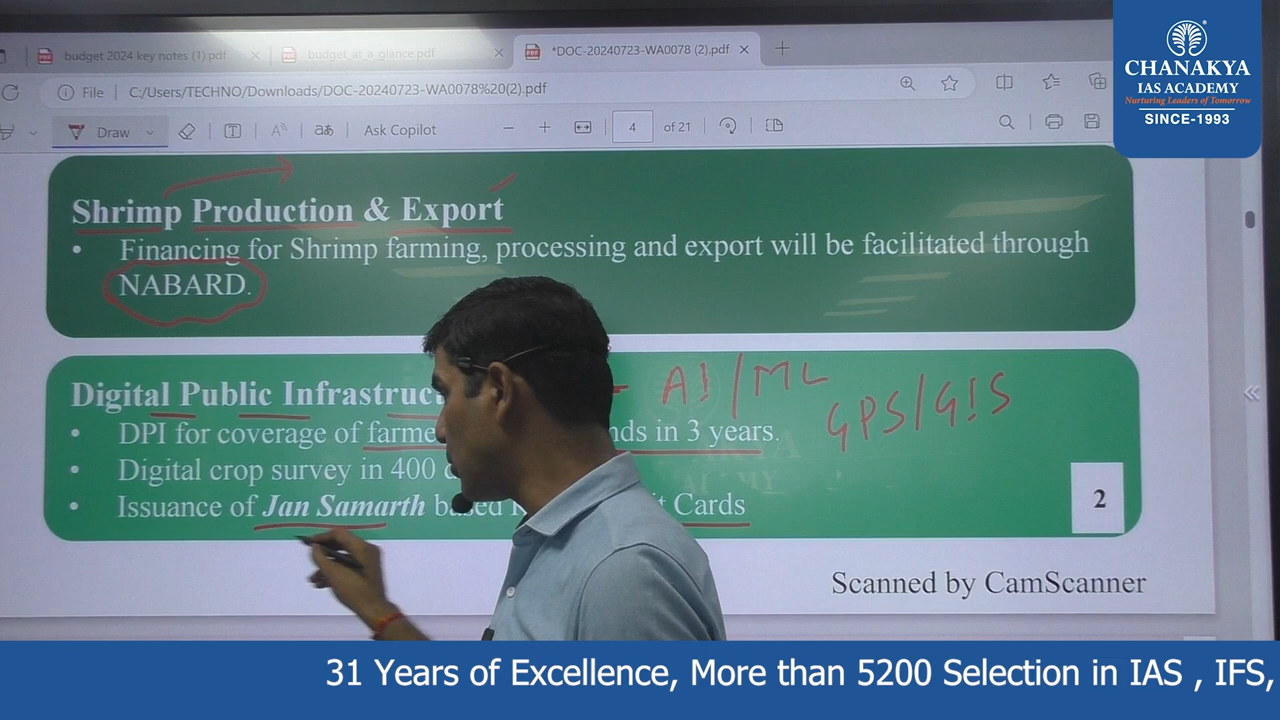 budget 2024 key notes (1).pdf
budget_at_a_glance.pdf
*DOC-20240723-WA0078 (2).pdf
File C:/Users/TECHNO/Downloads/DOC-20240723-WA0078%20(2).pdf
Draw
Ask Copilot
4 of 21
CHANAKYA
IAS ACADEMY
Nurturing Leaders of Tomorrow
SINCE-1993
Shrimp Production & Export
• Financing for Shrimp farming, processing and export will be facilitated through
NABARD.
Digital Public - AI/ML
GPS/GIS
• DPI for coverage of in 3 years.
• Digital crop survey in 400
• Issuance of Jan Samarth based Cards
2
Scanned by CamScanner
31 Years of Excellence, More than 5200 Selection in IAS , IFS,